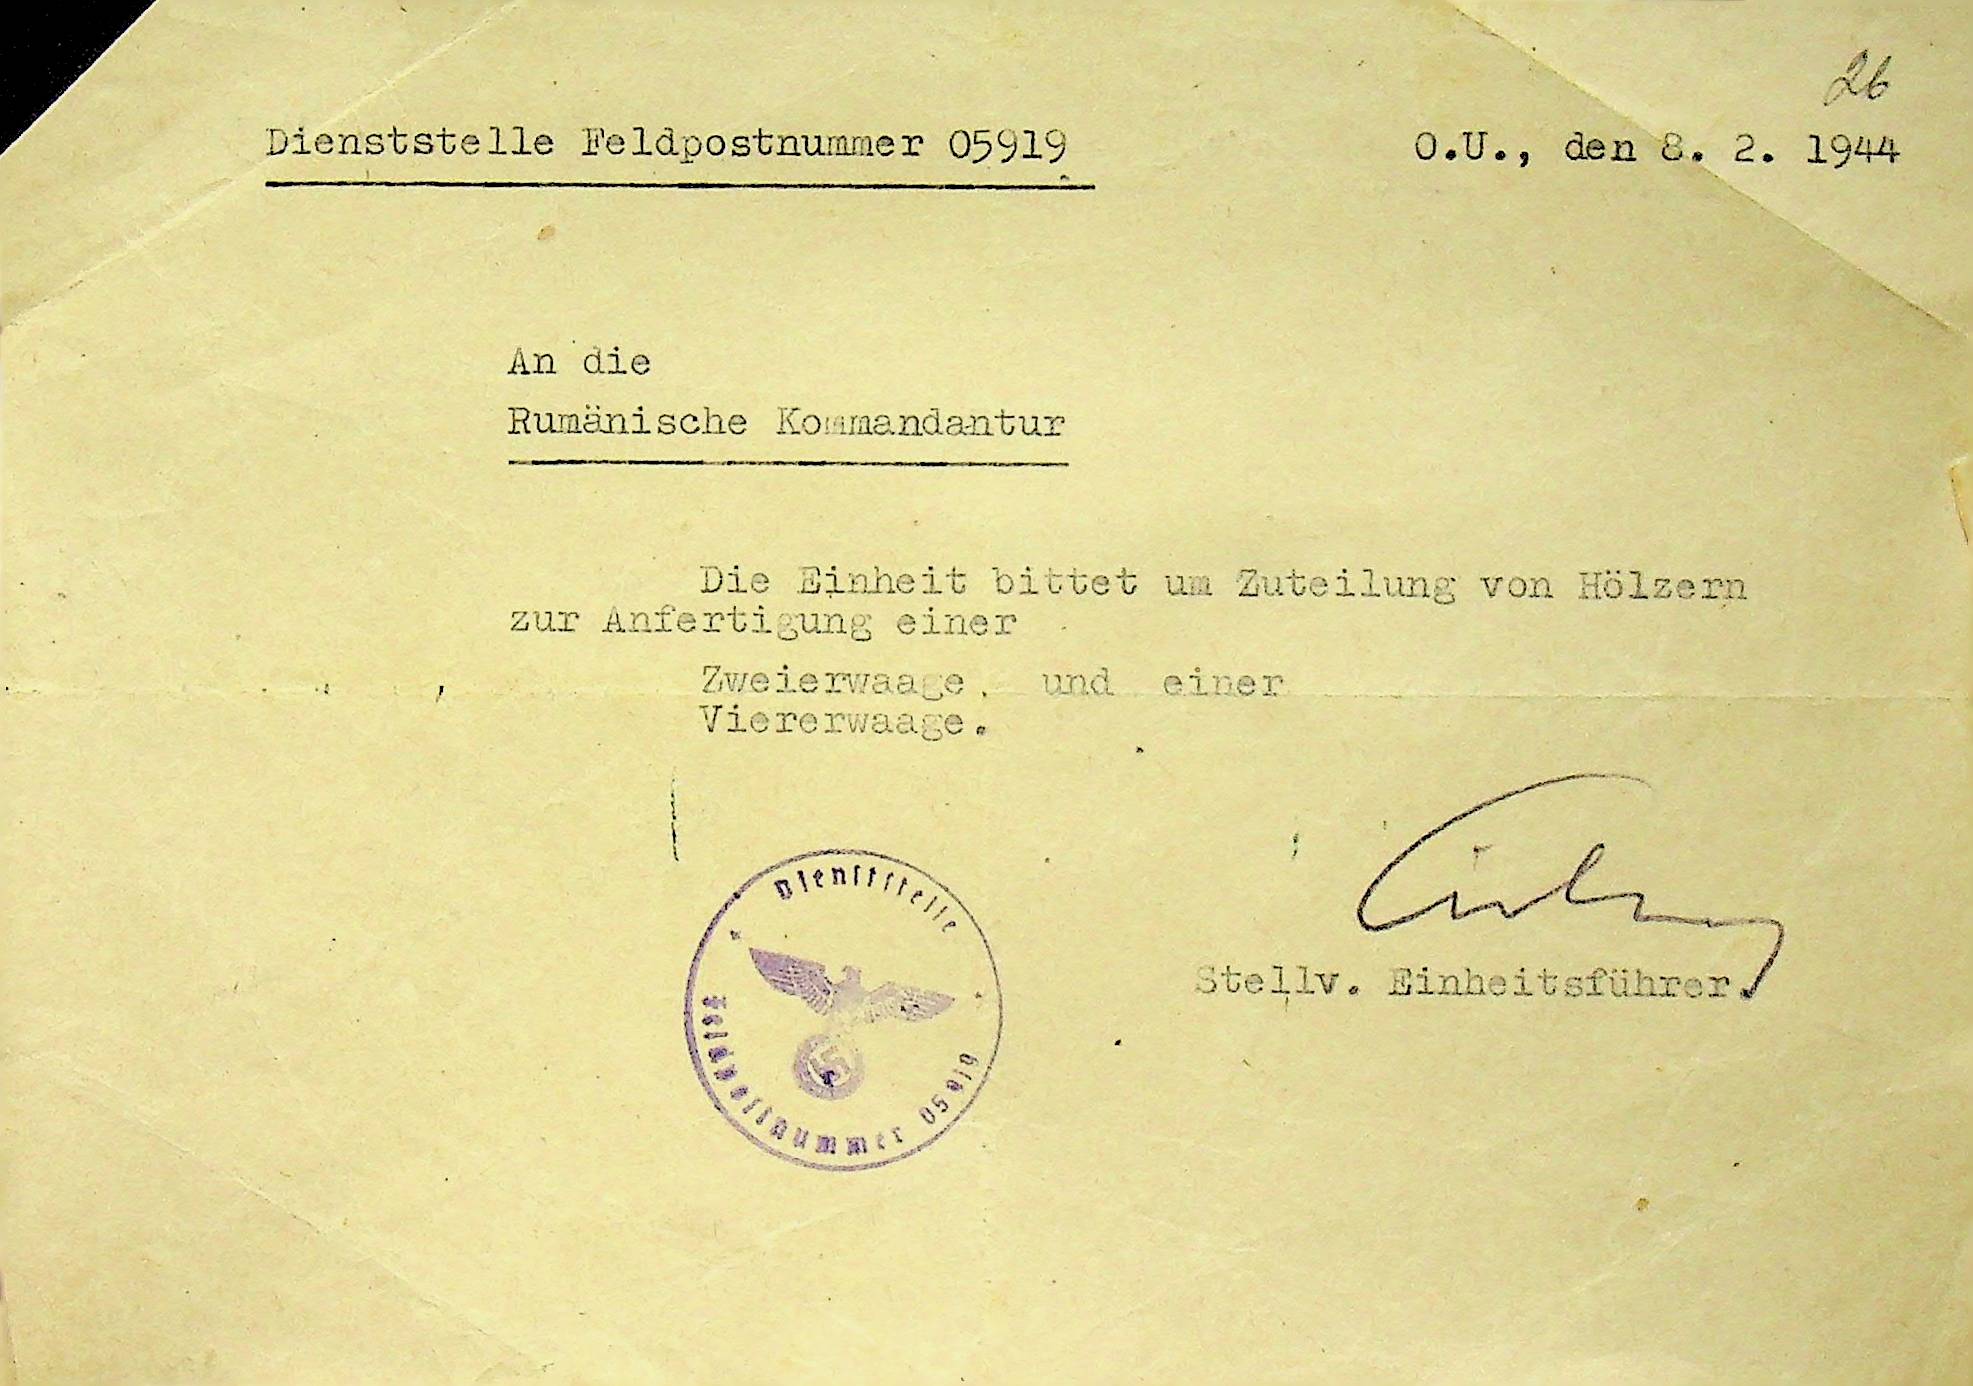 26
Dienststelle Feldpostnummer 05919
O.U., den 8. 2. 1944
An die
Rumänische Kommandantur
Die Einheit bittet um Zuteilung von Hölzern
zur Anfertigung einer
Zweierwaage. und einer
Viererwaage.
Dienststelle
Feldpostnummer 05919
Stellv. Einheitsführer.